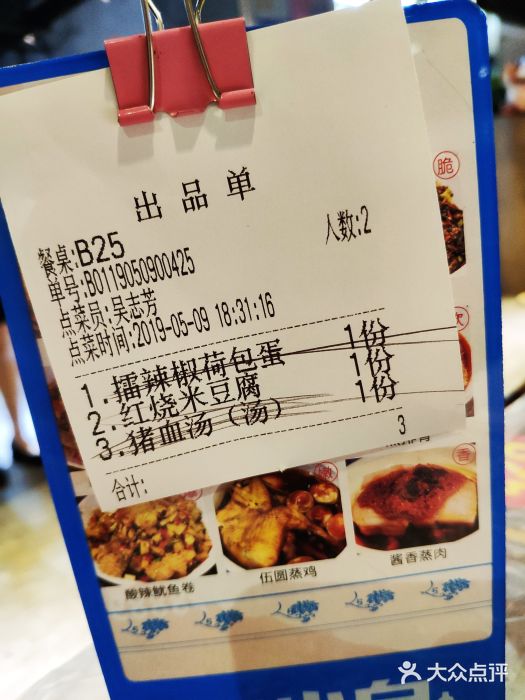 出品单
餐桌:B25 人数:2
单号:B0119050900425
点菜员:吴志芳
点菜时间:2019-05-09 18:31:16
1.擂辣椒荷包蛋 1份
2.红烧米豆腐 1份
3.猪血汤（汤） 1份
合计: 3
脆
香
酸辣鱿鱼卷
伍圆蒸鸡
酱香蒸肉
大众点评